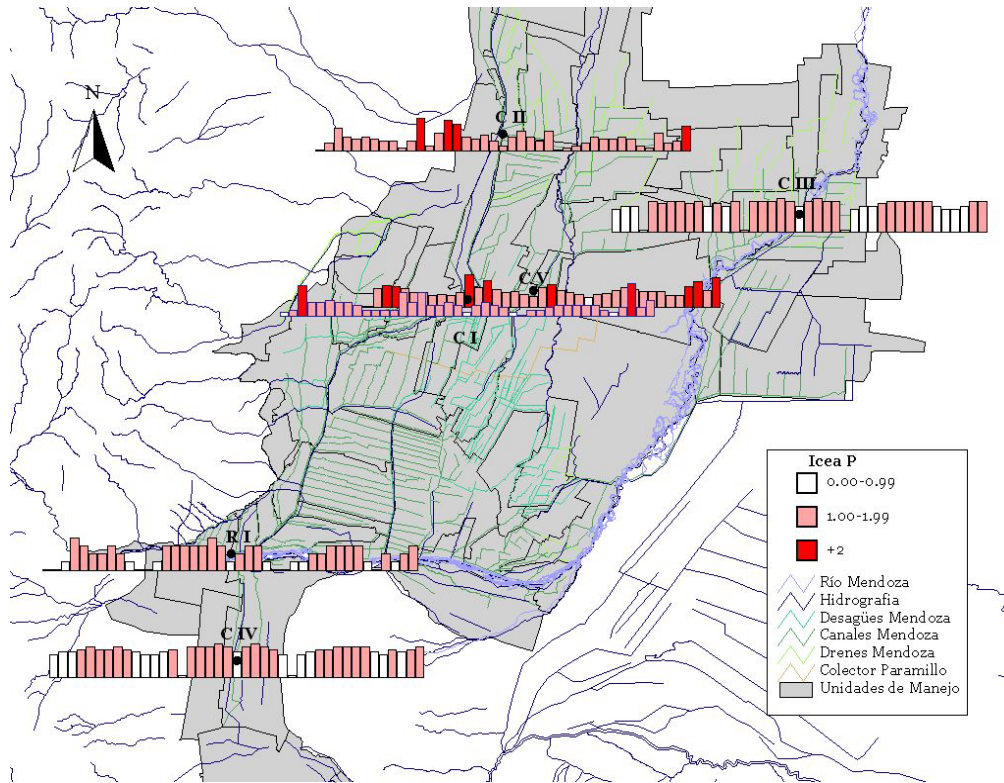 N
C II
C III
C V
C I
R I
C IV
Icea P
0.00-0.99
1.00-1.99
+2
Río Mendoza
Hidrografia
Desagües Mendoza
Canales Mendoza
Drenes Mendoza
Colector Paramillo
Unidades de Manejo